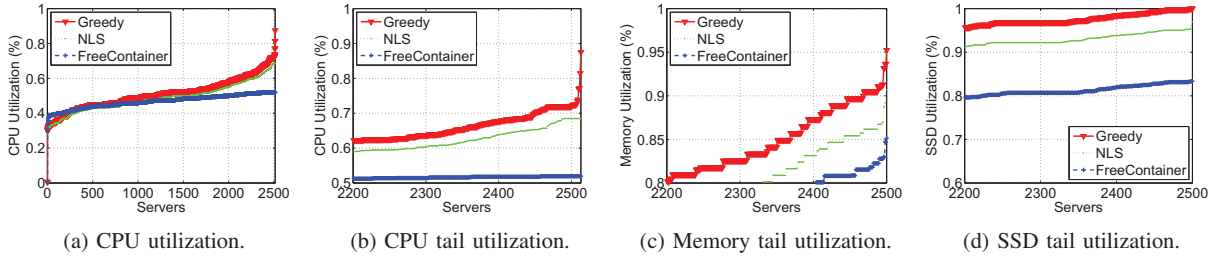 1
0.8
0.6
0.4
0.2
0
CPU Utilization (%)
Greedy
NLS
FreeContainer
0
500
1000
1500
2000
2500
Servers
(a) CPU utilization.
1
0.9
0.8
0.7
0.6
0.5
CPU Utilization (%)
Greedy
NLS
FreeContainer
2200
2300
2400
2500
Servers
(b) CPU tail utilization.
1
0.95
0.9
0.85
0.8
Memory Utilization (%)
Greedy
NLS
FreeContainer
2200
2300
2400
2500
Servers
(c) Memory tail utilization.
1
0.9
0.8
0.7
0.6
SSD Utilization (%)
Greedy
NLS
FreeContainer
2200
2300
2400
2500
Servers
(d) SSD tail utilization.